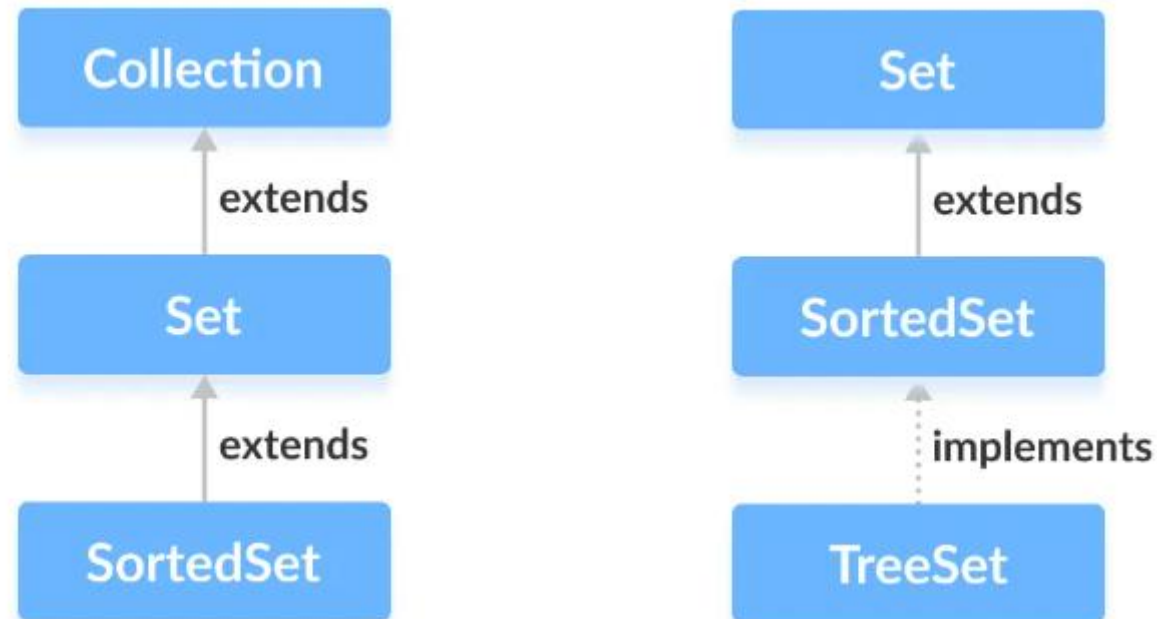 Collection
extends
Set
extends
SortedSet
Set
extends
SortedSet
implements
TreeSet